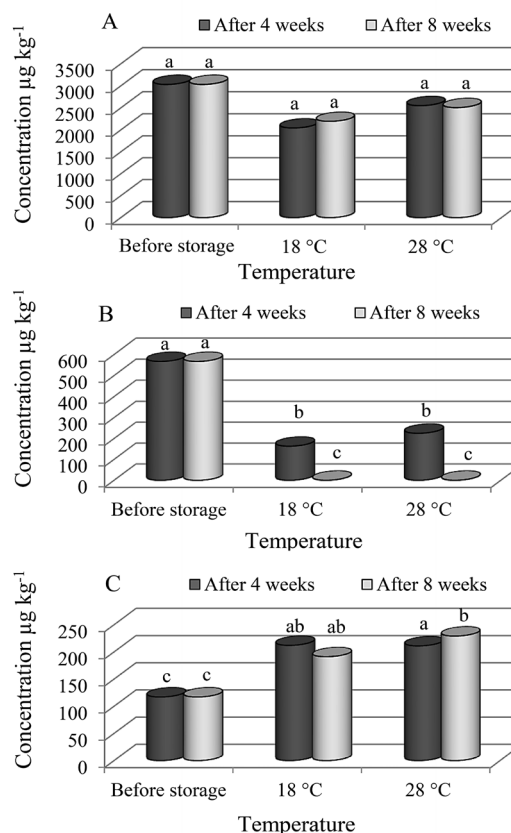 A
After 4 weeks After 8 weeks
Concentration µg kg-1
3500
3000
2500
2000
1500
1000
500
0
a a a a a a
Before storage 18 °C 28 °C
Temperature
B
After 4 weeks After 8 weeks
Concentration µg kg-1
600
500
400
300
200
100
0
a a b c b c
Before storage 18 °C 28 °C
Temperature
C
After 4 weeks After 8 weeks
Concentration µg kg-1
250
200
150
100
50
0
c c ab ab a b
Before storage 18 °C 28 °C
Temperature